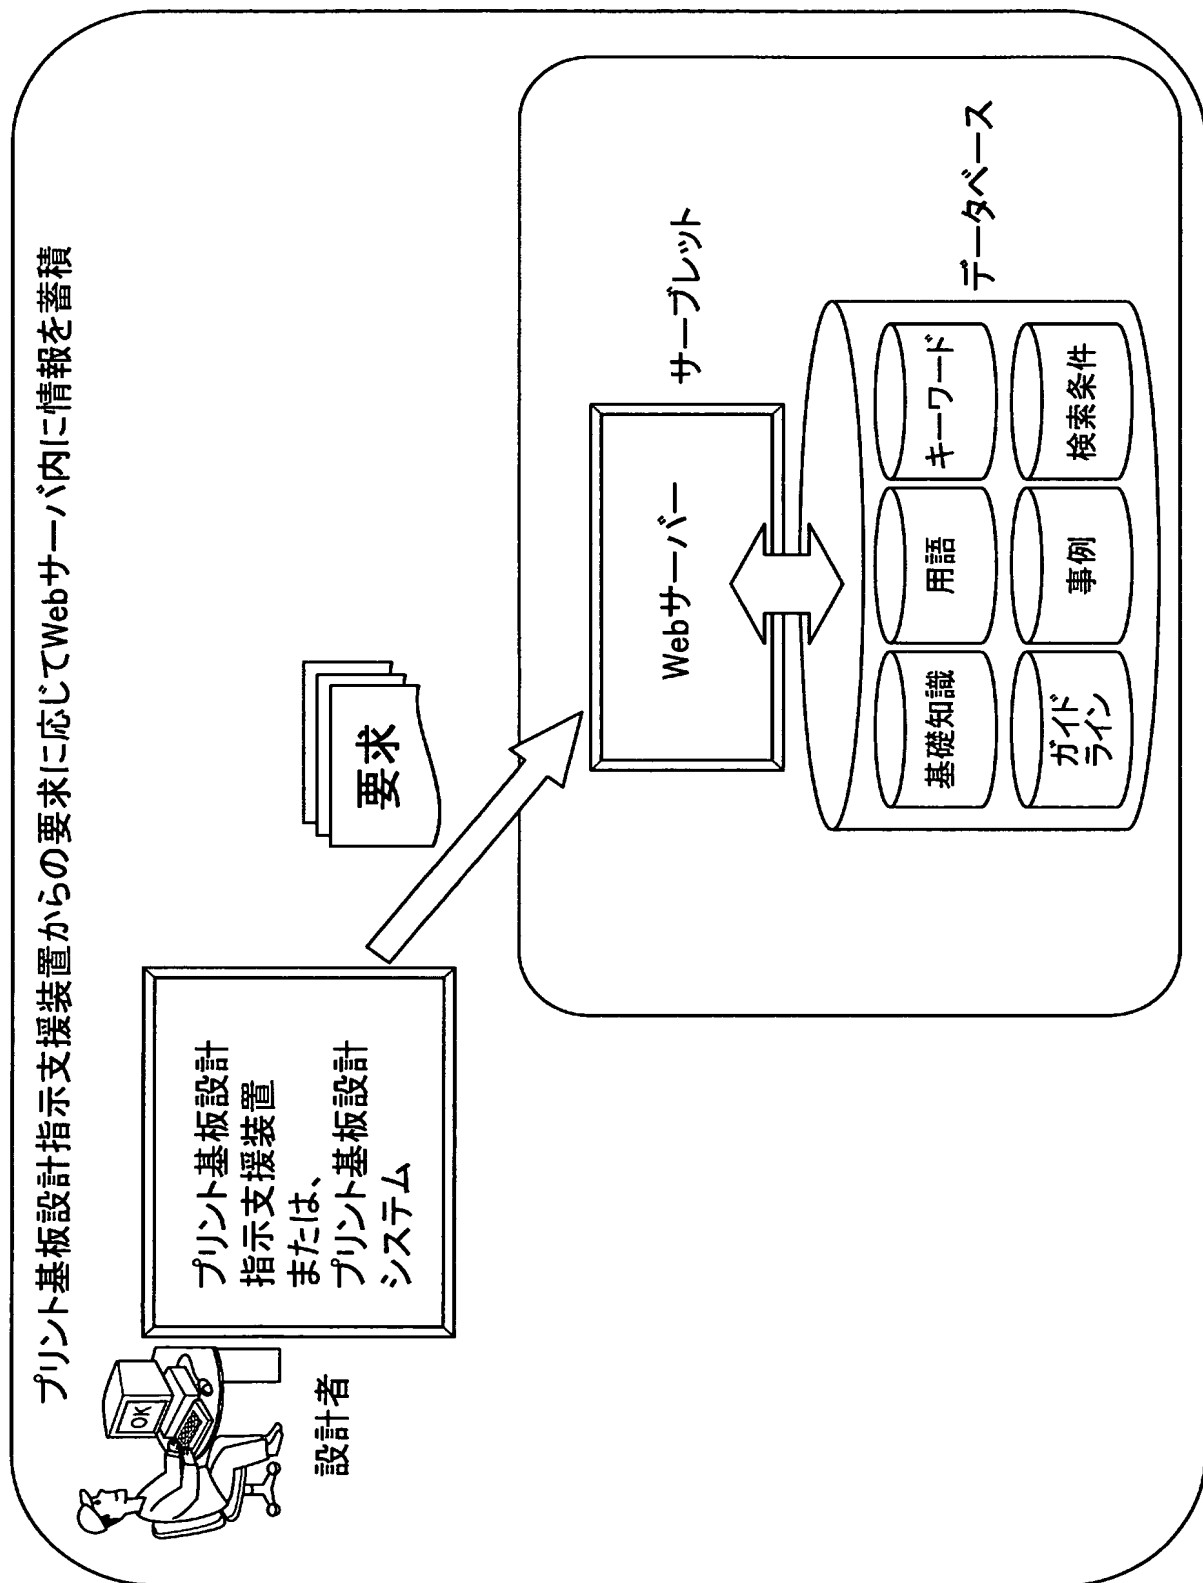 プリント基板設計指示支援装置からの要求に応じてWebサーバ内に情報を蓄積
OK
設計者
プリント基板設計
指示支援装置
または、
プリント基板設計
システム
要求
Webサーバー
サーブレット
基礎知識
用語
キーワード
ガイド
ライン
事例
検索条件
データベース